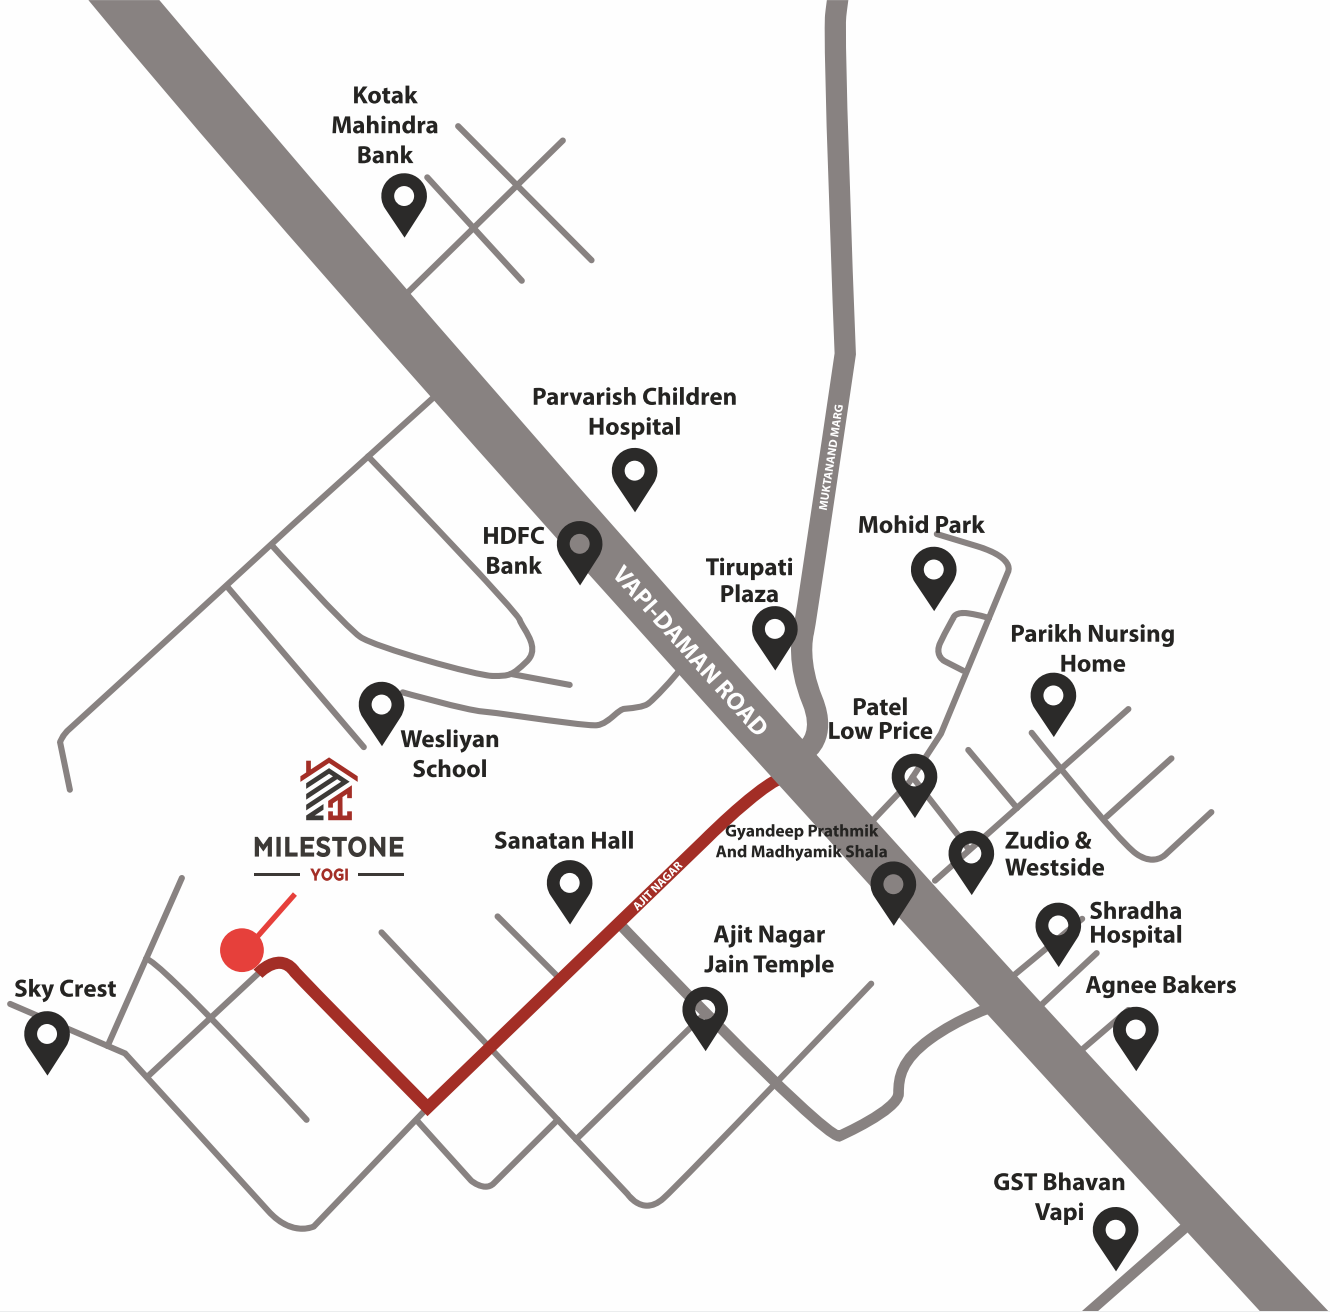 Kotak
Mahindra
Bank
Parvarish Children
Hospital
MUKTANAND MARG
HDFC
Bank
Mohid Park
Tirupati
Plaza
VAPI-DAMAN ROAD
Parikh Nursing
Home
Patel
Low Price
Wesliyan
School
MILESTONE
YOGI
Sanatan Hall
Gyandeep Prathmik
And Madhyamik Shala
Zudio &
Westside
AJIT NAGAR
Shradha
Hospital
Ajit Nagar
Jain Temple
Sky Crest
Agnee Bakers
GST Bhavan
Vapi